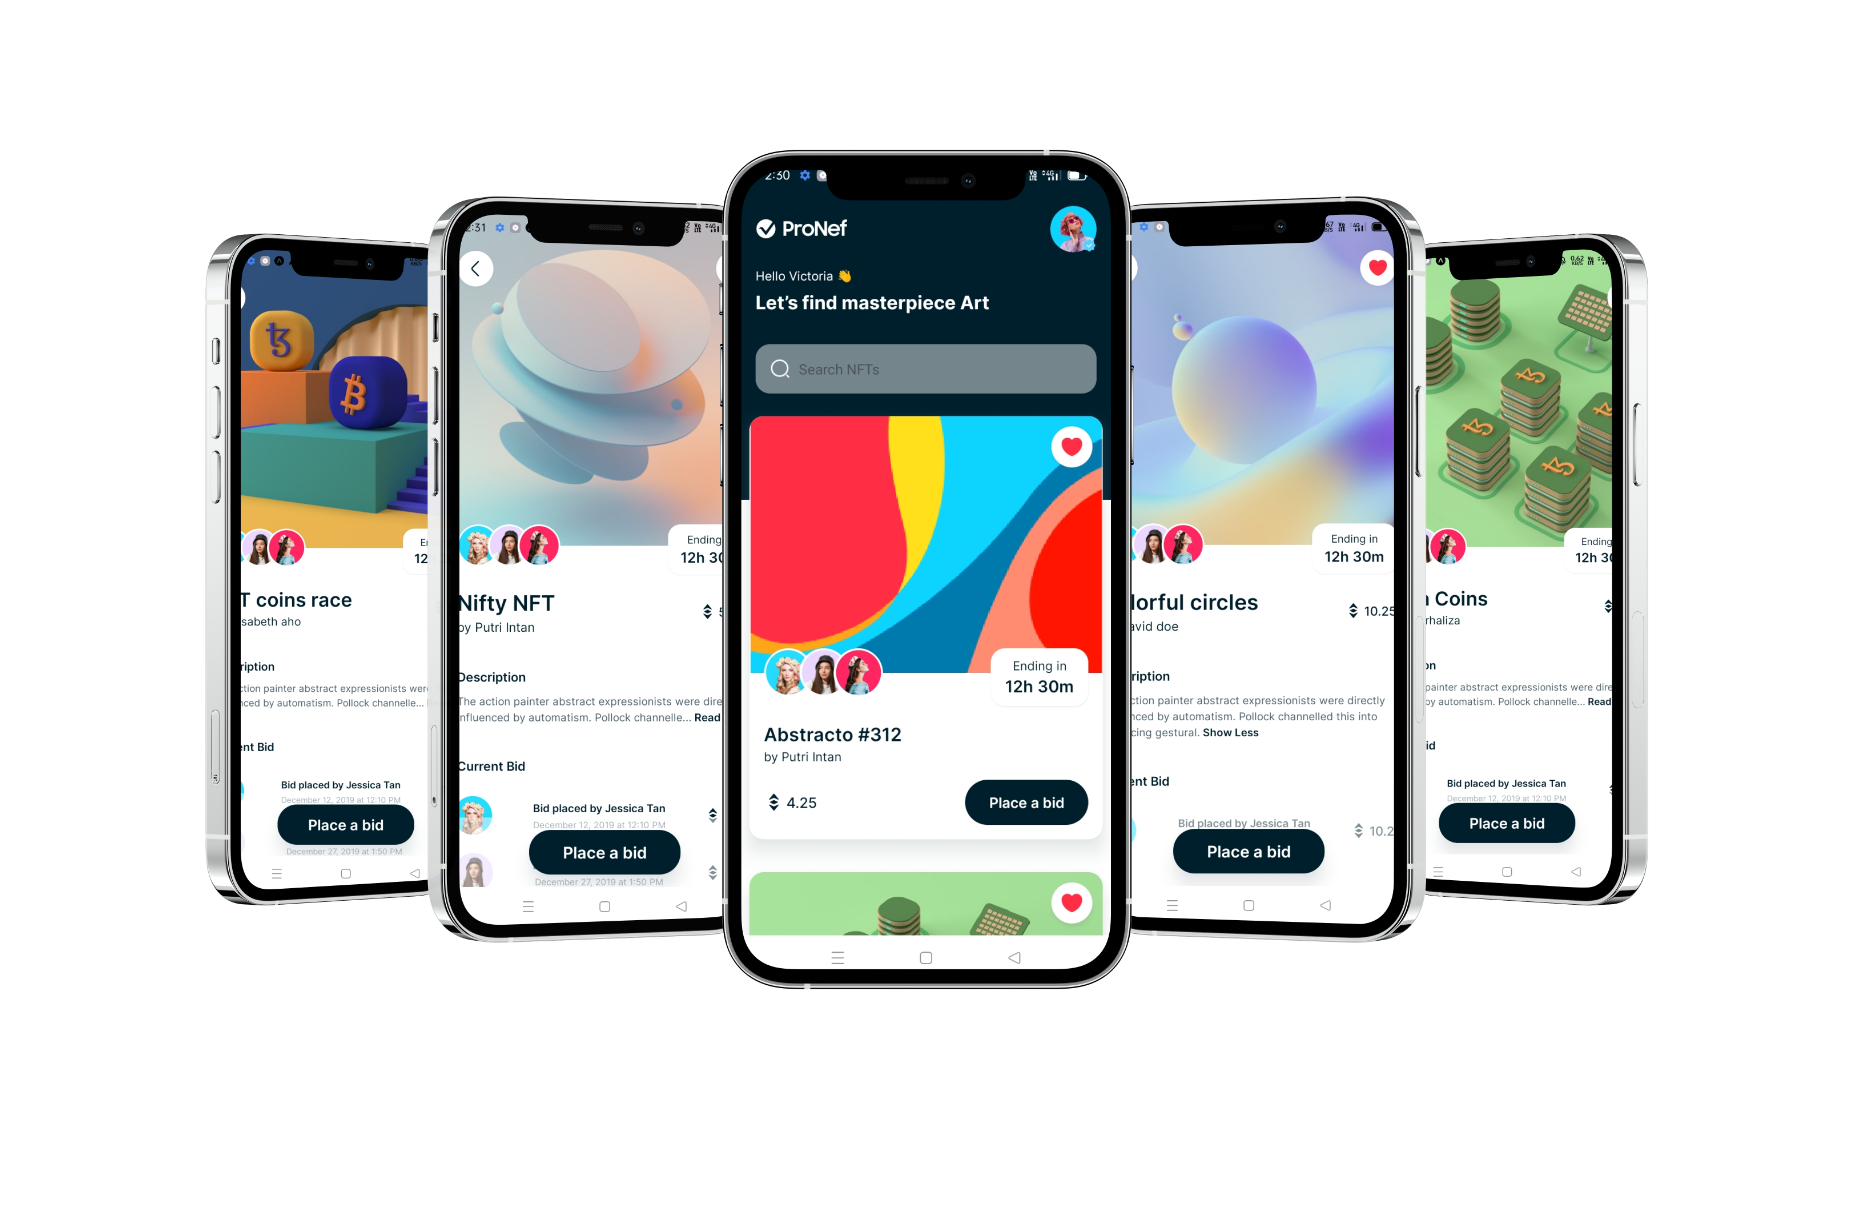 T coins race
sabeth aho
ription
ction painter abstract expressionists were
nced by automatism. Pollock channelle...
ent Bid
Bid placed by Jessica Tan
December 12, 2019 at 12:10 PM
Place a bid
December 27, 2019 at 1:50 PM
2:31
Ending
12h 30
Nifty NFT
by Putri Intan
Description
The action painter abstract expressionists were dire
nfluenced by automatism. Pollock channelle... Read
Current Bid
Bid placed by Jessica Tan
December 12, 2019 at 12:10 PM
Place a bid
December 27, 2019 at 1:50 PM
2:30
ProNef
Hello Victoria 👋
Let's find masterpiece Art
Search NFTs
Ending in
12h 30m
Abstracto #312
by Putri Intan
4.25
Place a bid
Ending in
12h 30m
lorful circles
10.25
avid doe
ription
ction painter abstract expressionists were directly
nced by automatism. Pollock channelled this into
cing gestural. Show Less
ent Bid
Bid placed by Jessica Tan
10.2
Place a bid
0.62
Ending
12h 30
Coins
rhaliza
on
painter abstract expressionists were dire
by automatism. Pollock channelle... Read
id
Bid placed by Jessica Tan
December 12, 2019 at 12:10 PM
Place a bid